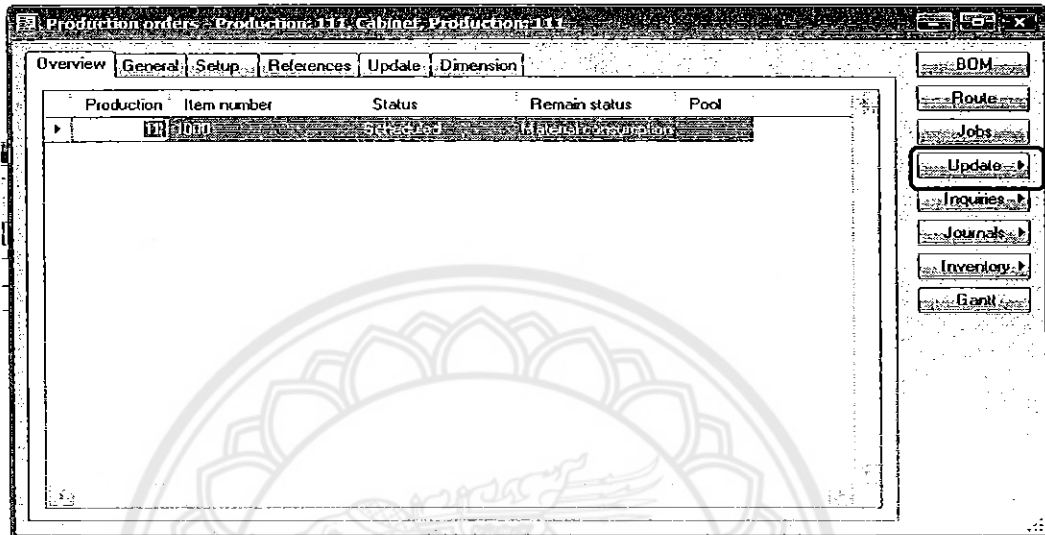 Production orders - Production: 111, Cabinet, Production: 111
Overview General Setup References Update Dimension
Production Item number Status Remain status Pool
111 1000 Scheduled Material consumption
BOM
Route
Jobs
Update
Inquiries
Journals
Inventory
Gantt